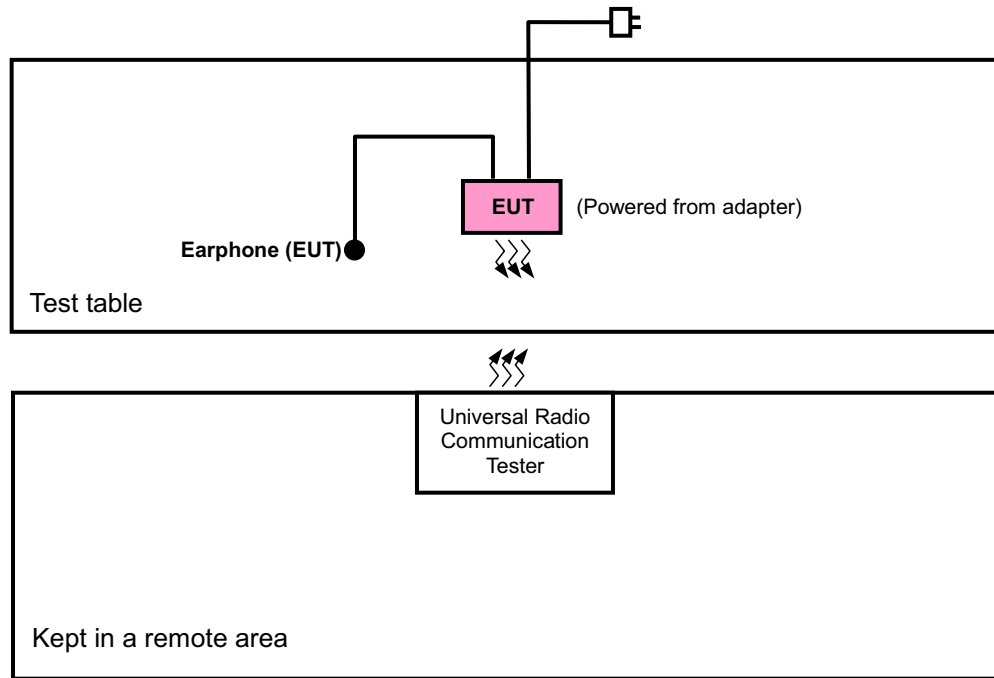 EUT
(Powered from adapter)
Earphone (EUT)
Test table
Universal Radio
Communication
Tester
Kept in a remote area